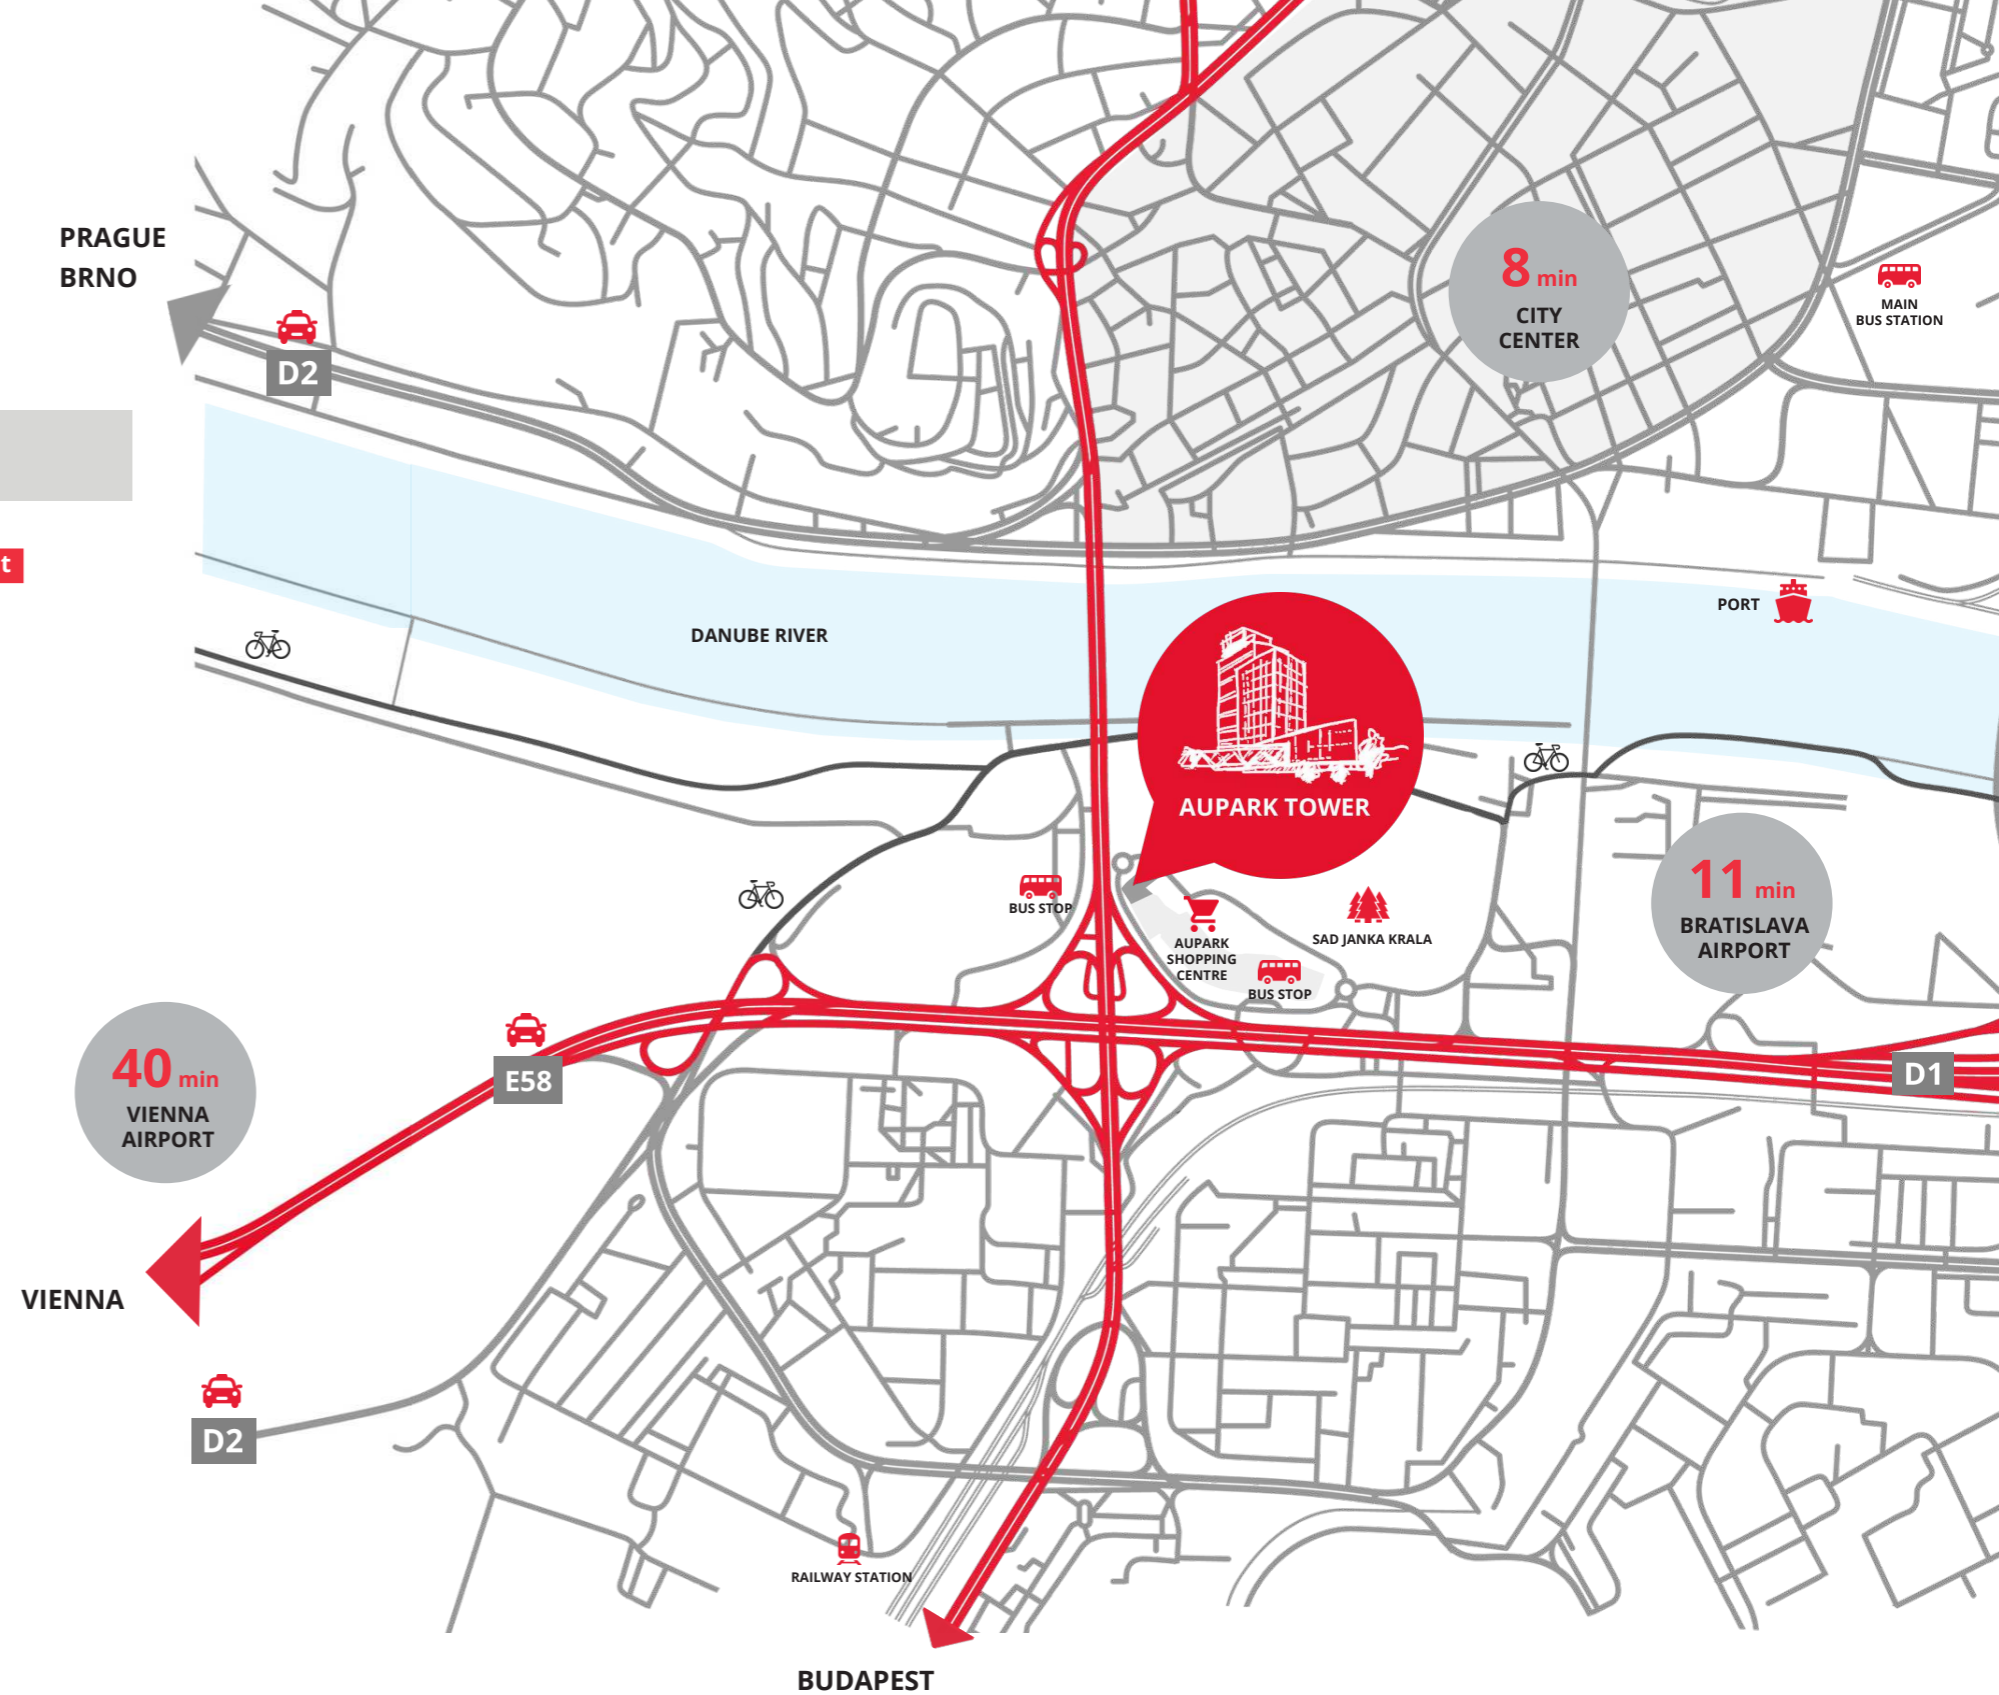 PRAGUE
BRNO
D2
t
8 min
CITY
CENTER
MAIN
BUS STATION
PORT
DANUBE RIVER
AUPARK TOWER
BUS STOP
AUPARK
SHOPPING
CENTRE
SAD JANKA KRALA
BUS STOP
11 min
BRATISLAVA
AIRPORT
40 min
VIENNA
AIRPORT
E58
D1
VIENNA
D2
RAILWAY STATION
BUDAPEST